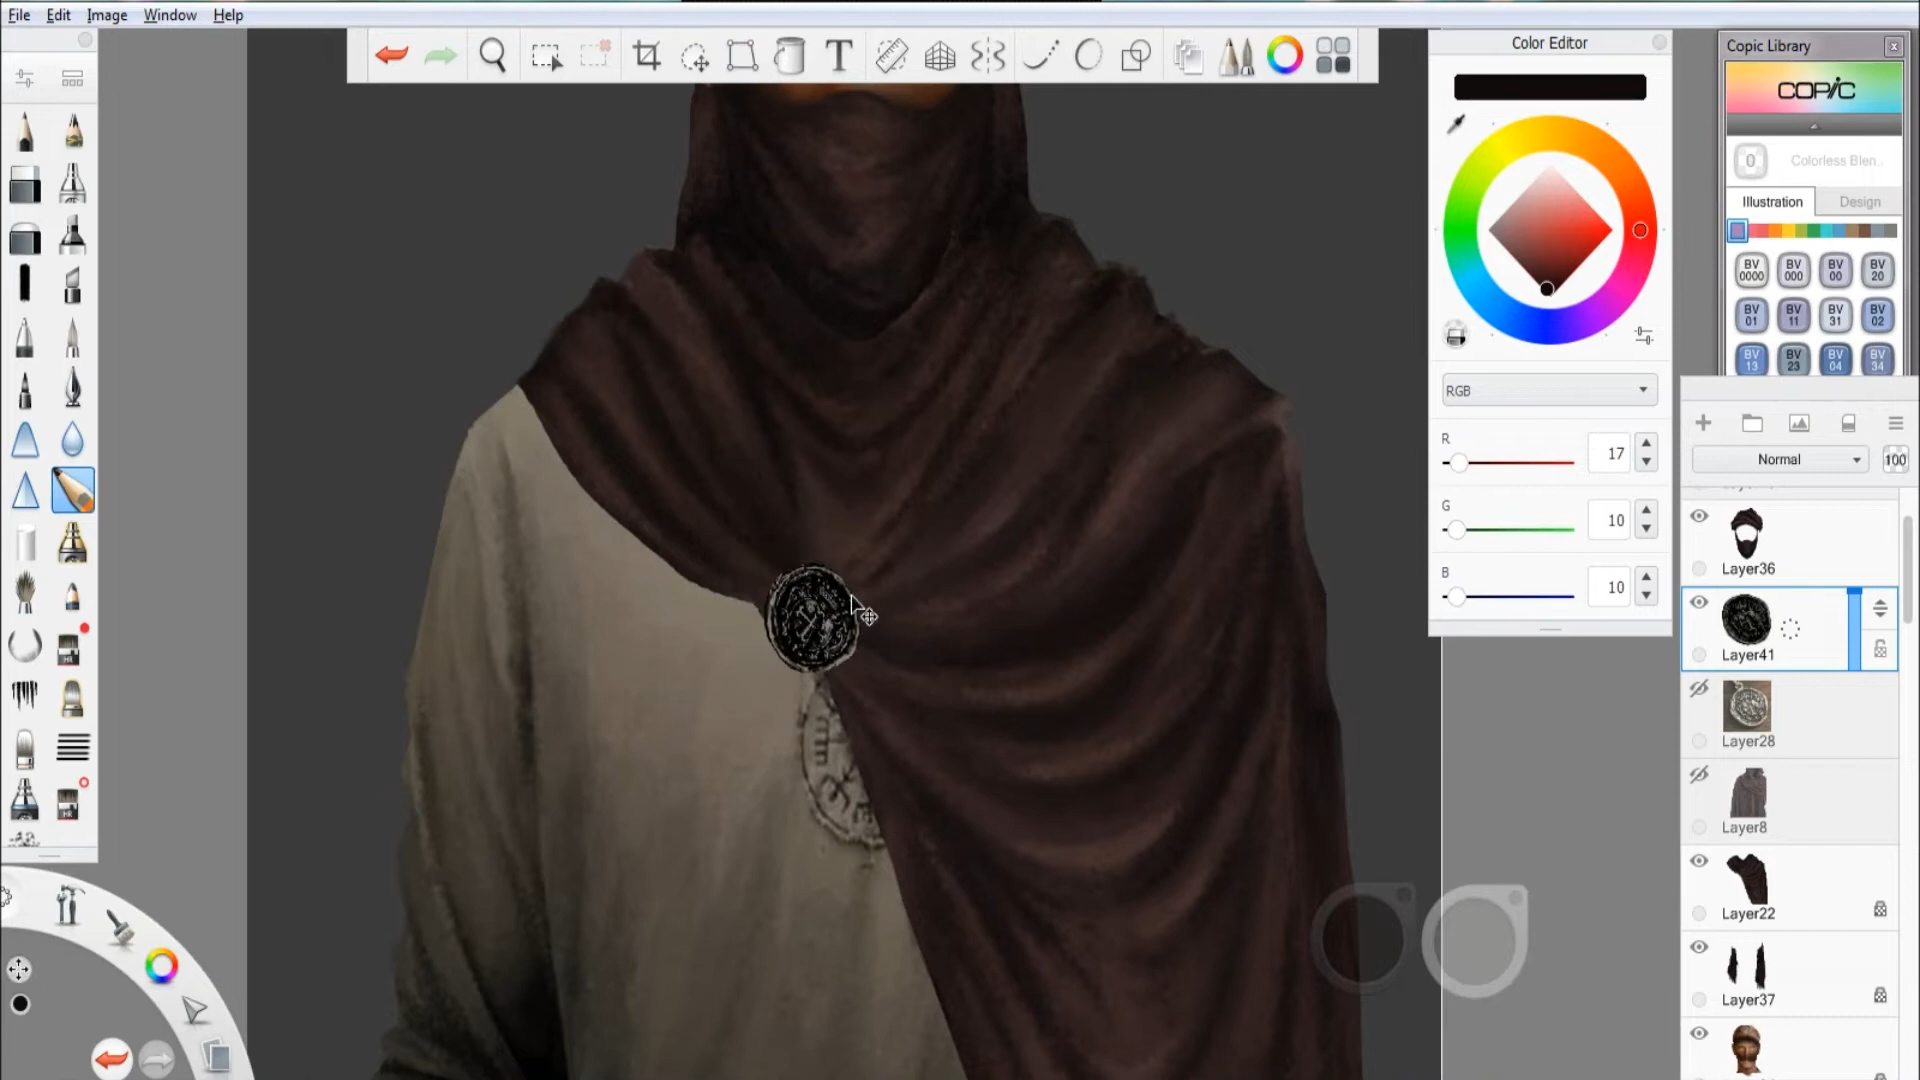 File Edit Image Window Help
T
Color Editor
RGB
R 17
G 10
B 10
Copic Library
COPIC
0 Colorless Blen..
Illustration Design
BV 0000 BV 000 BV 00 BV 20
BV 01 BV 11 BV 31 BV 02
BV 13 BV 23 BV 04 BV 34
Normal 100
Layer36
Layer41
Layer28
Layer8
Layer22
Layer37
HR
HR